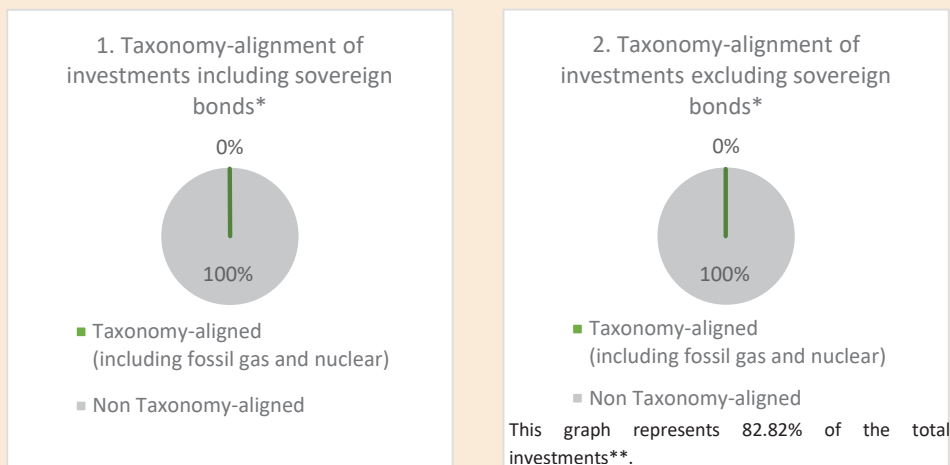 1. Taxonomy-alignment of
investments including sovereign
bonds*
0%
100%
Taxonomy-aligned
(including fossil gas and nuclear)
Non Taxonomy-aligned
2. Taxonomy-alignment of
investments excluding sovereign
bonds*
0%
100%
Taxonomy-aligned
(including fossil gas and nuclear)
Non Taxonomy-aligned
This graph represents 82.82% of the total
investments**.